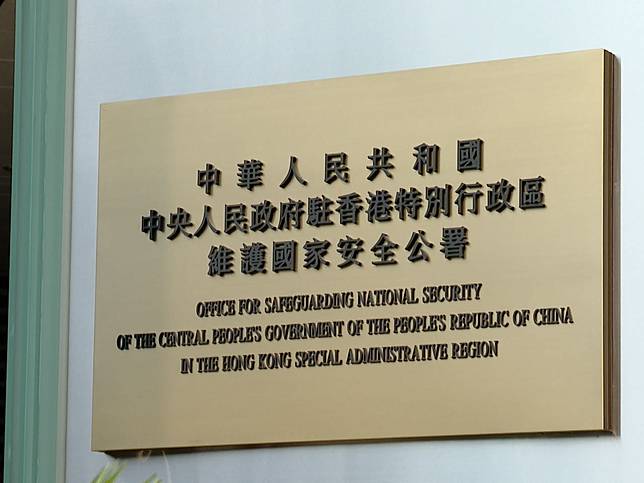 中華人民共和國
中央人民政府駐香港特別行政區
維護國家安全公署
OFFICE FOR SAFEGUARDING NATIONAL SECURITY
OF THE CENTRAL PEOPLE'S GOVERNMENT OF THE PEOPLE'S REPUBLIC OF CHINA
IN THE HONG KONG SPECIAL ADMINISTRATIVE REGION